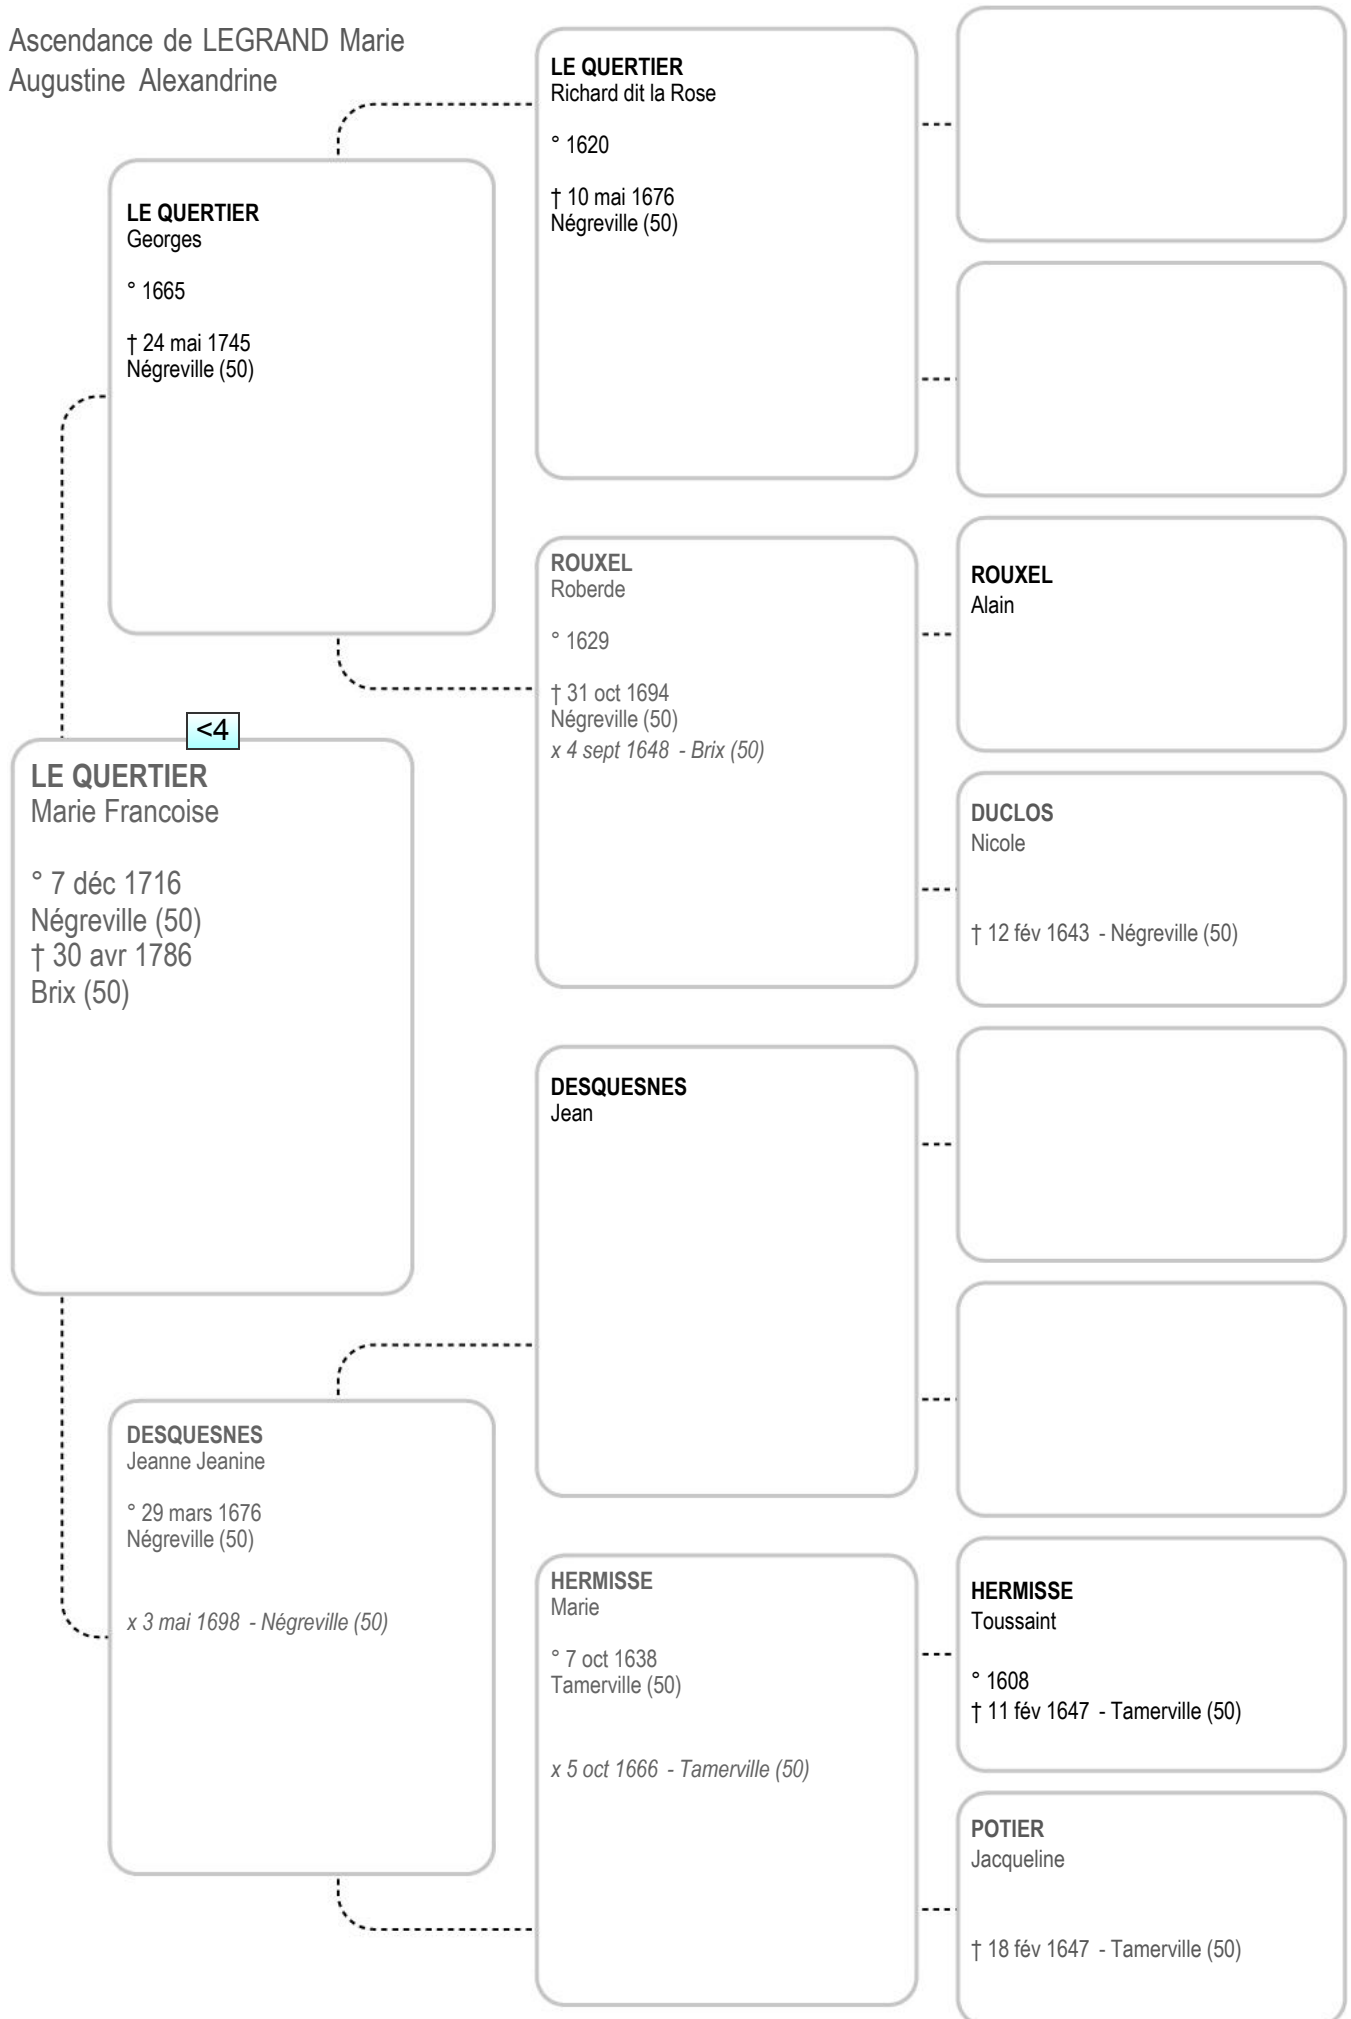 Ascendance de LEGRAND Marie
Augustine Alexandrine
LE QUERTIER
Richard dit la Rose
° 1620
† 10 mai 1676
Négreville (50)
LE QUERTIER
Georges
° 1665
† 24 mai 1745
Négreville (50)
ROUXEL
Roberde
° 1629
† 31 oct 1694
Négreville (50)
x 4 sept 1648 - Brix (50)
ROUXEL
Alain
<4
LE QUERTIER
Marie Francoise
° 7 déc 1716
Négreville (50)
† 30 avr 1786
Brix (50)
DUCLOS
Nicole
† 12 fév 1643 - Négreville (50)
DESQUESNES
Jean
DESQUESNES
Jeanne Jeanine
° 29 mars 1676
Négreville (50)
x 3 mai 1698 - Négreville (50)
HERMISSE
Marie
° 7 oct 1638
Tamerville (50)
x 5 oct 1666 - Tamerville (50)
HERMISSE
Toussaint
° 1608
† 11 fév 1647 - Tamerville (50)
POTIER
Jacqueline
† 18 fév 1647 - Tamerville (50)